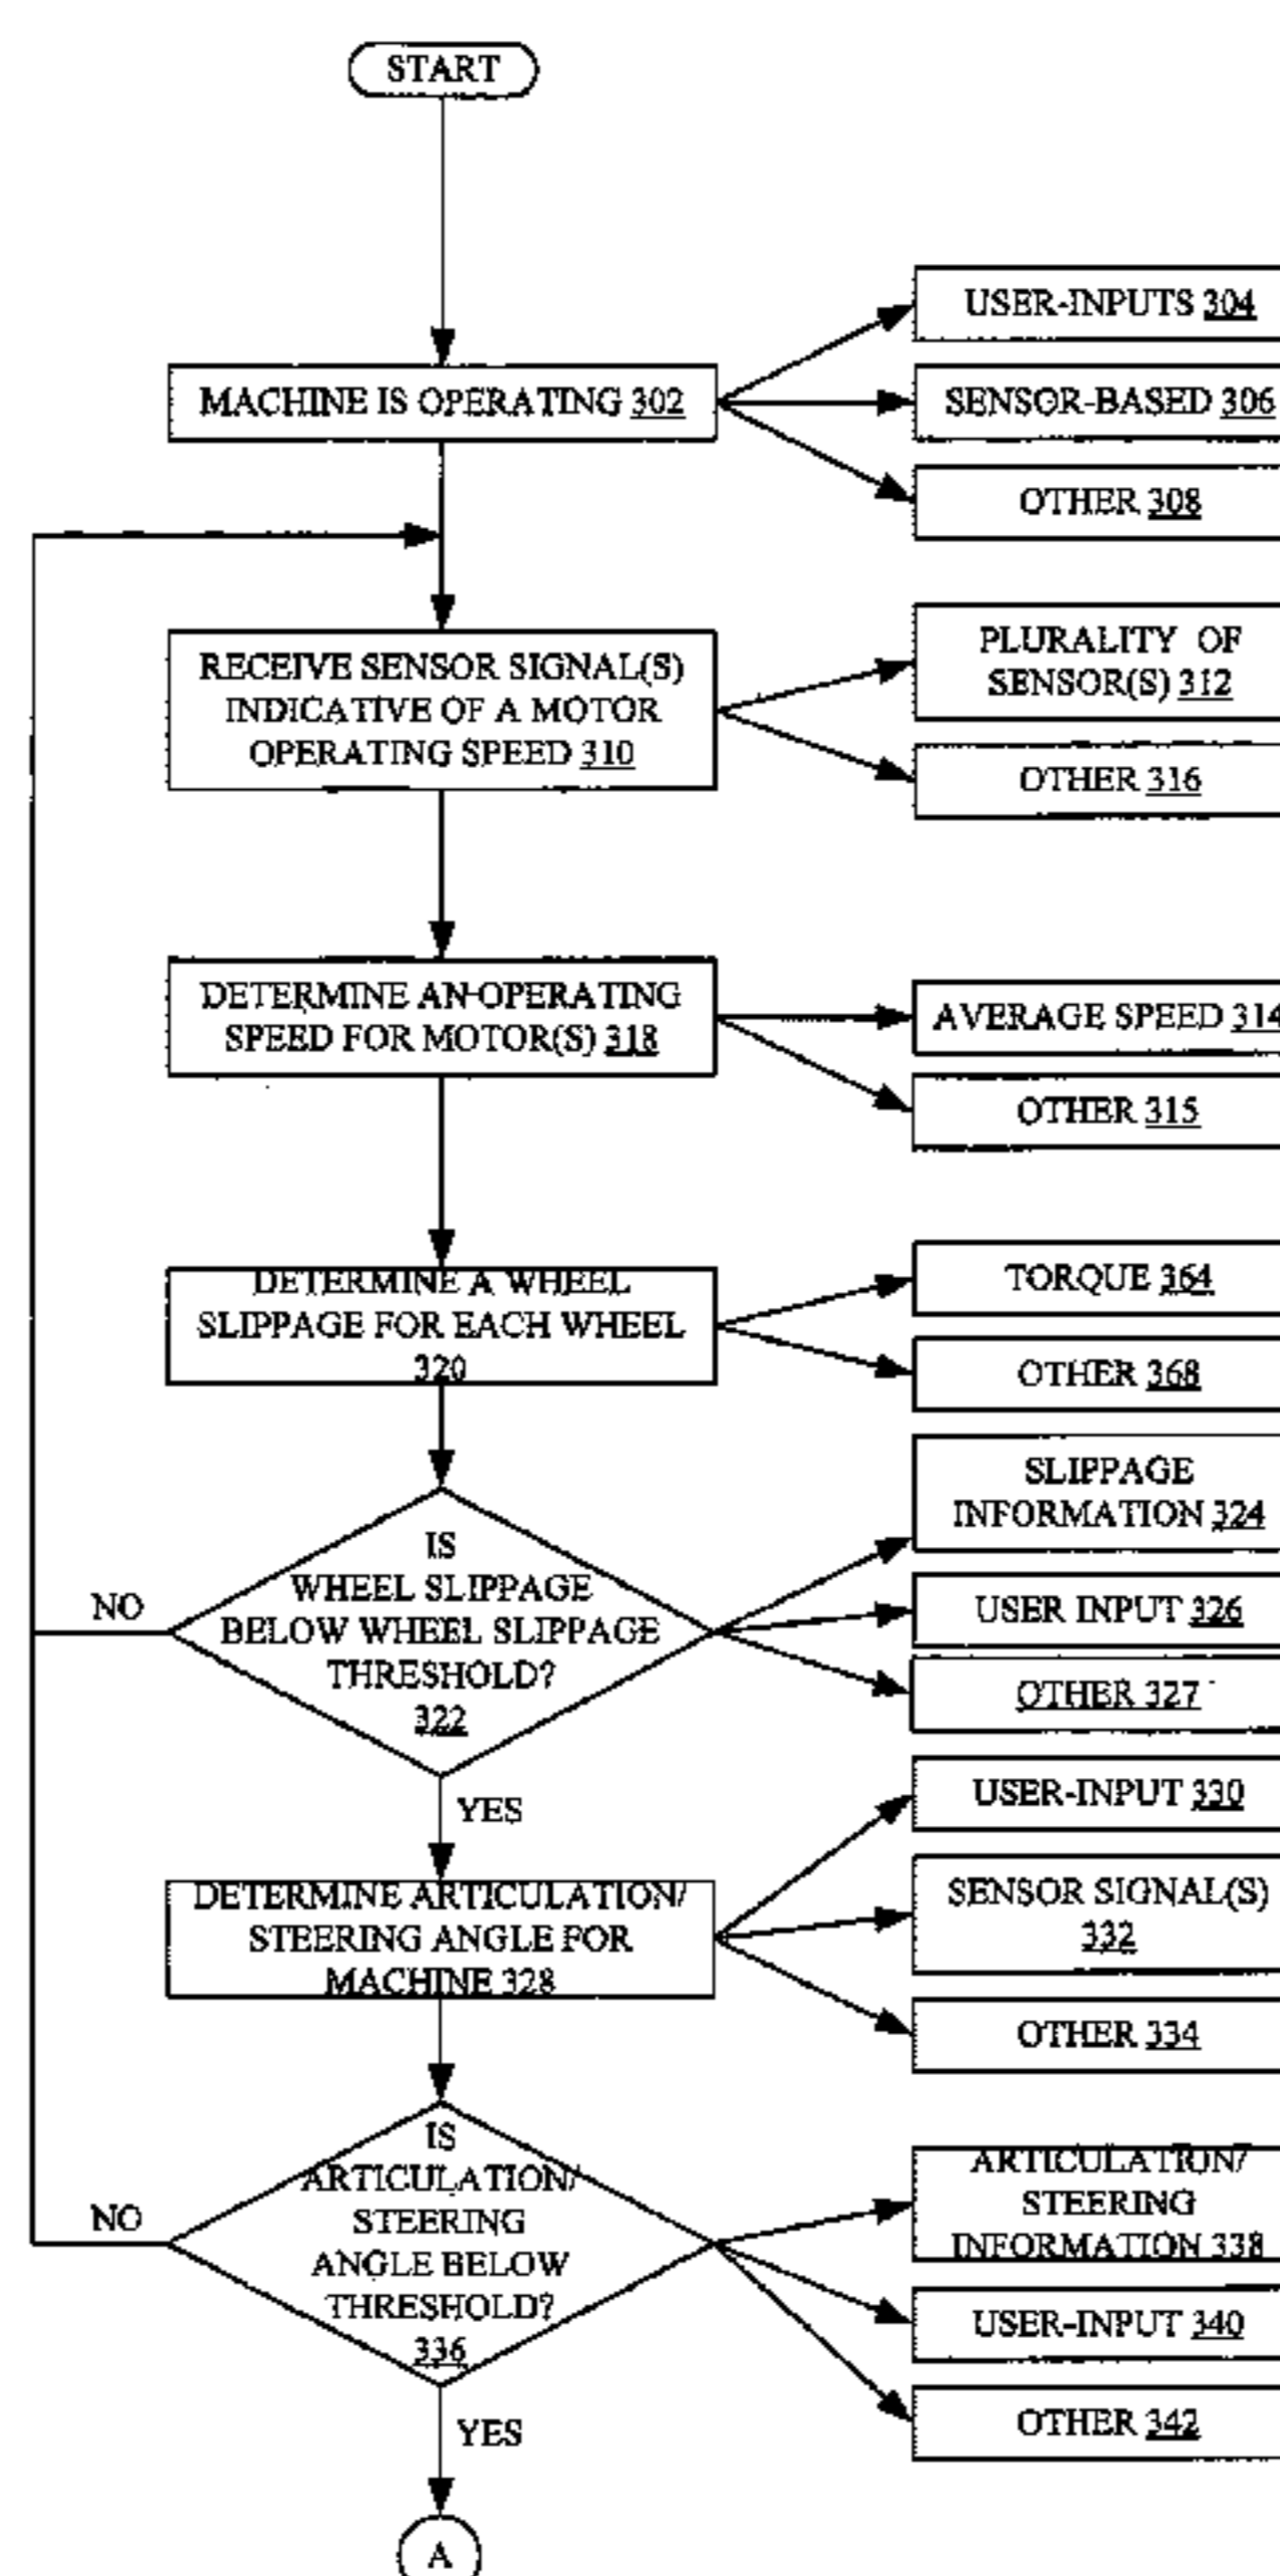 START
MACHINE IS OPERATING 302
USER-INPUTS 304
SENSOR-BASED 306
OTHER 308
RECEIVE SENSOR SIGNAL(S)
INDICATIVE OF A MOTOR
OPERATING SPEED 310
PLURALITY OF
SENSOR(S) 312
OTHER 316
DETERMINE AN OPERATING
SPEED FOR MOTOR(S) 318
AVERAGE SPEED 314
OTHER 315
DETERMINE A WHEEL
SLIPPAGE FOR EACH WHEEL
320
TORQUE 364
OTHER 368
IS
WHEEL SLIPPAGE
BELOW WHEEL SLIPPAGE
THRESHOLD?
322
NO
YES
SLIPPAGE
INFORMATION 324
USER INPUT 326
OTHER 327
DETERMINE ARTICULATION/
STEERING ANGLE FOR
MACHINE 328
USER-INPUT 330
SENSOR SIGNAL(S)
332
OTHER 334
IS
ARTICULATION/
STEERING
ANGLE BELOW
THRESHOLD?
336
NO
YES
ARTICULATION/
STEERING
INFORMATION 338
USER-INPUT 340
OTHER 342
A